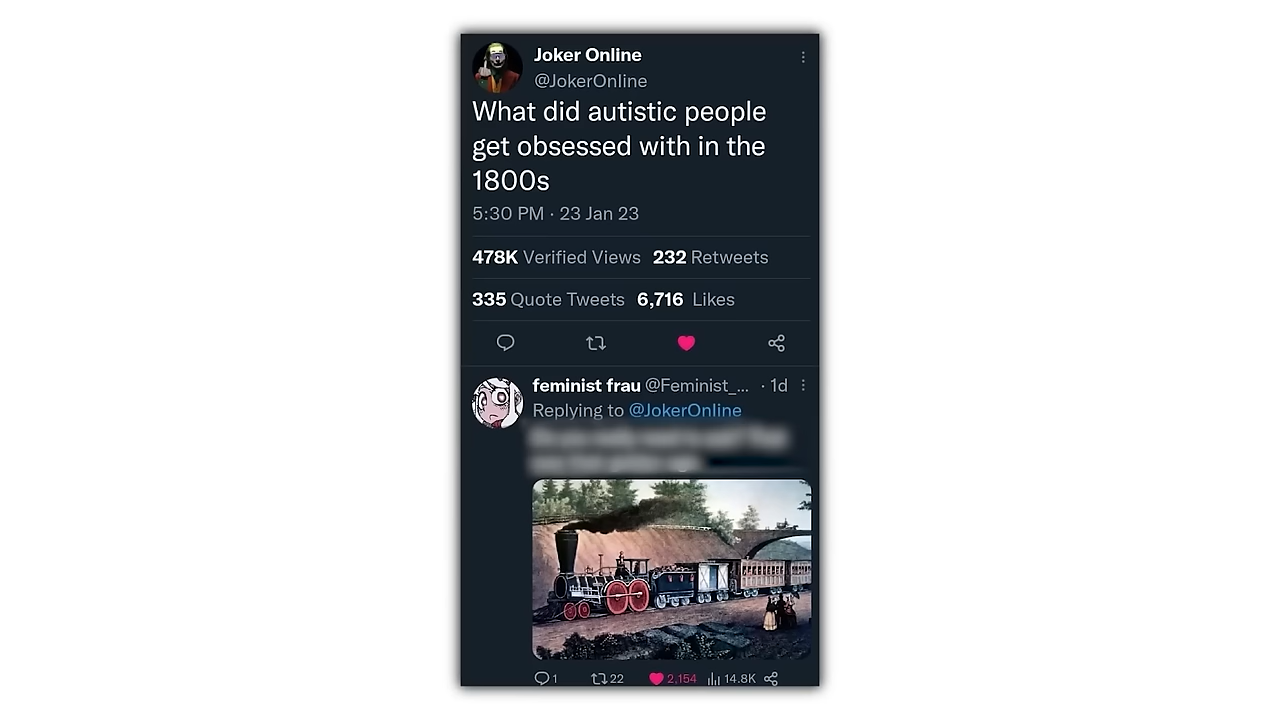 Joker Online
@JokerOnline
What did autistic people
get obsessed with in the
1800s
5:30 PM · 23 Jan 23
478K Verified Views 232 Retweets
335 Quote Tweets 6,716 Likes
feminist frau @Feminist_... · 1d
Replying to @JokerOnline
1 22 2,154 14.8K